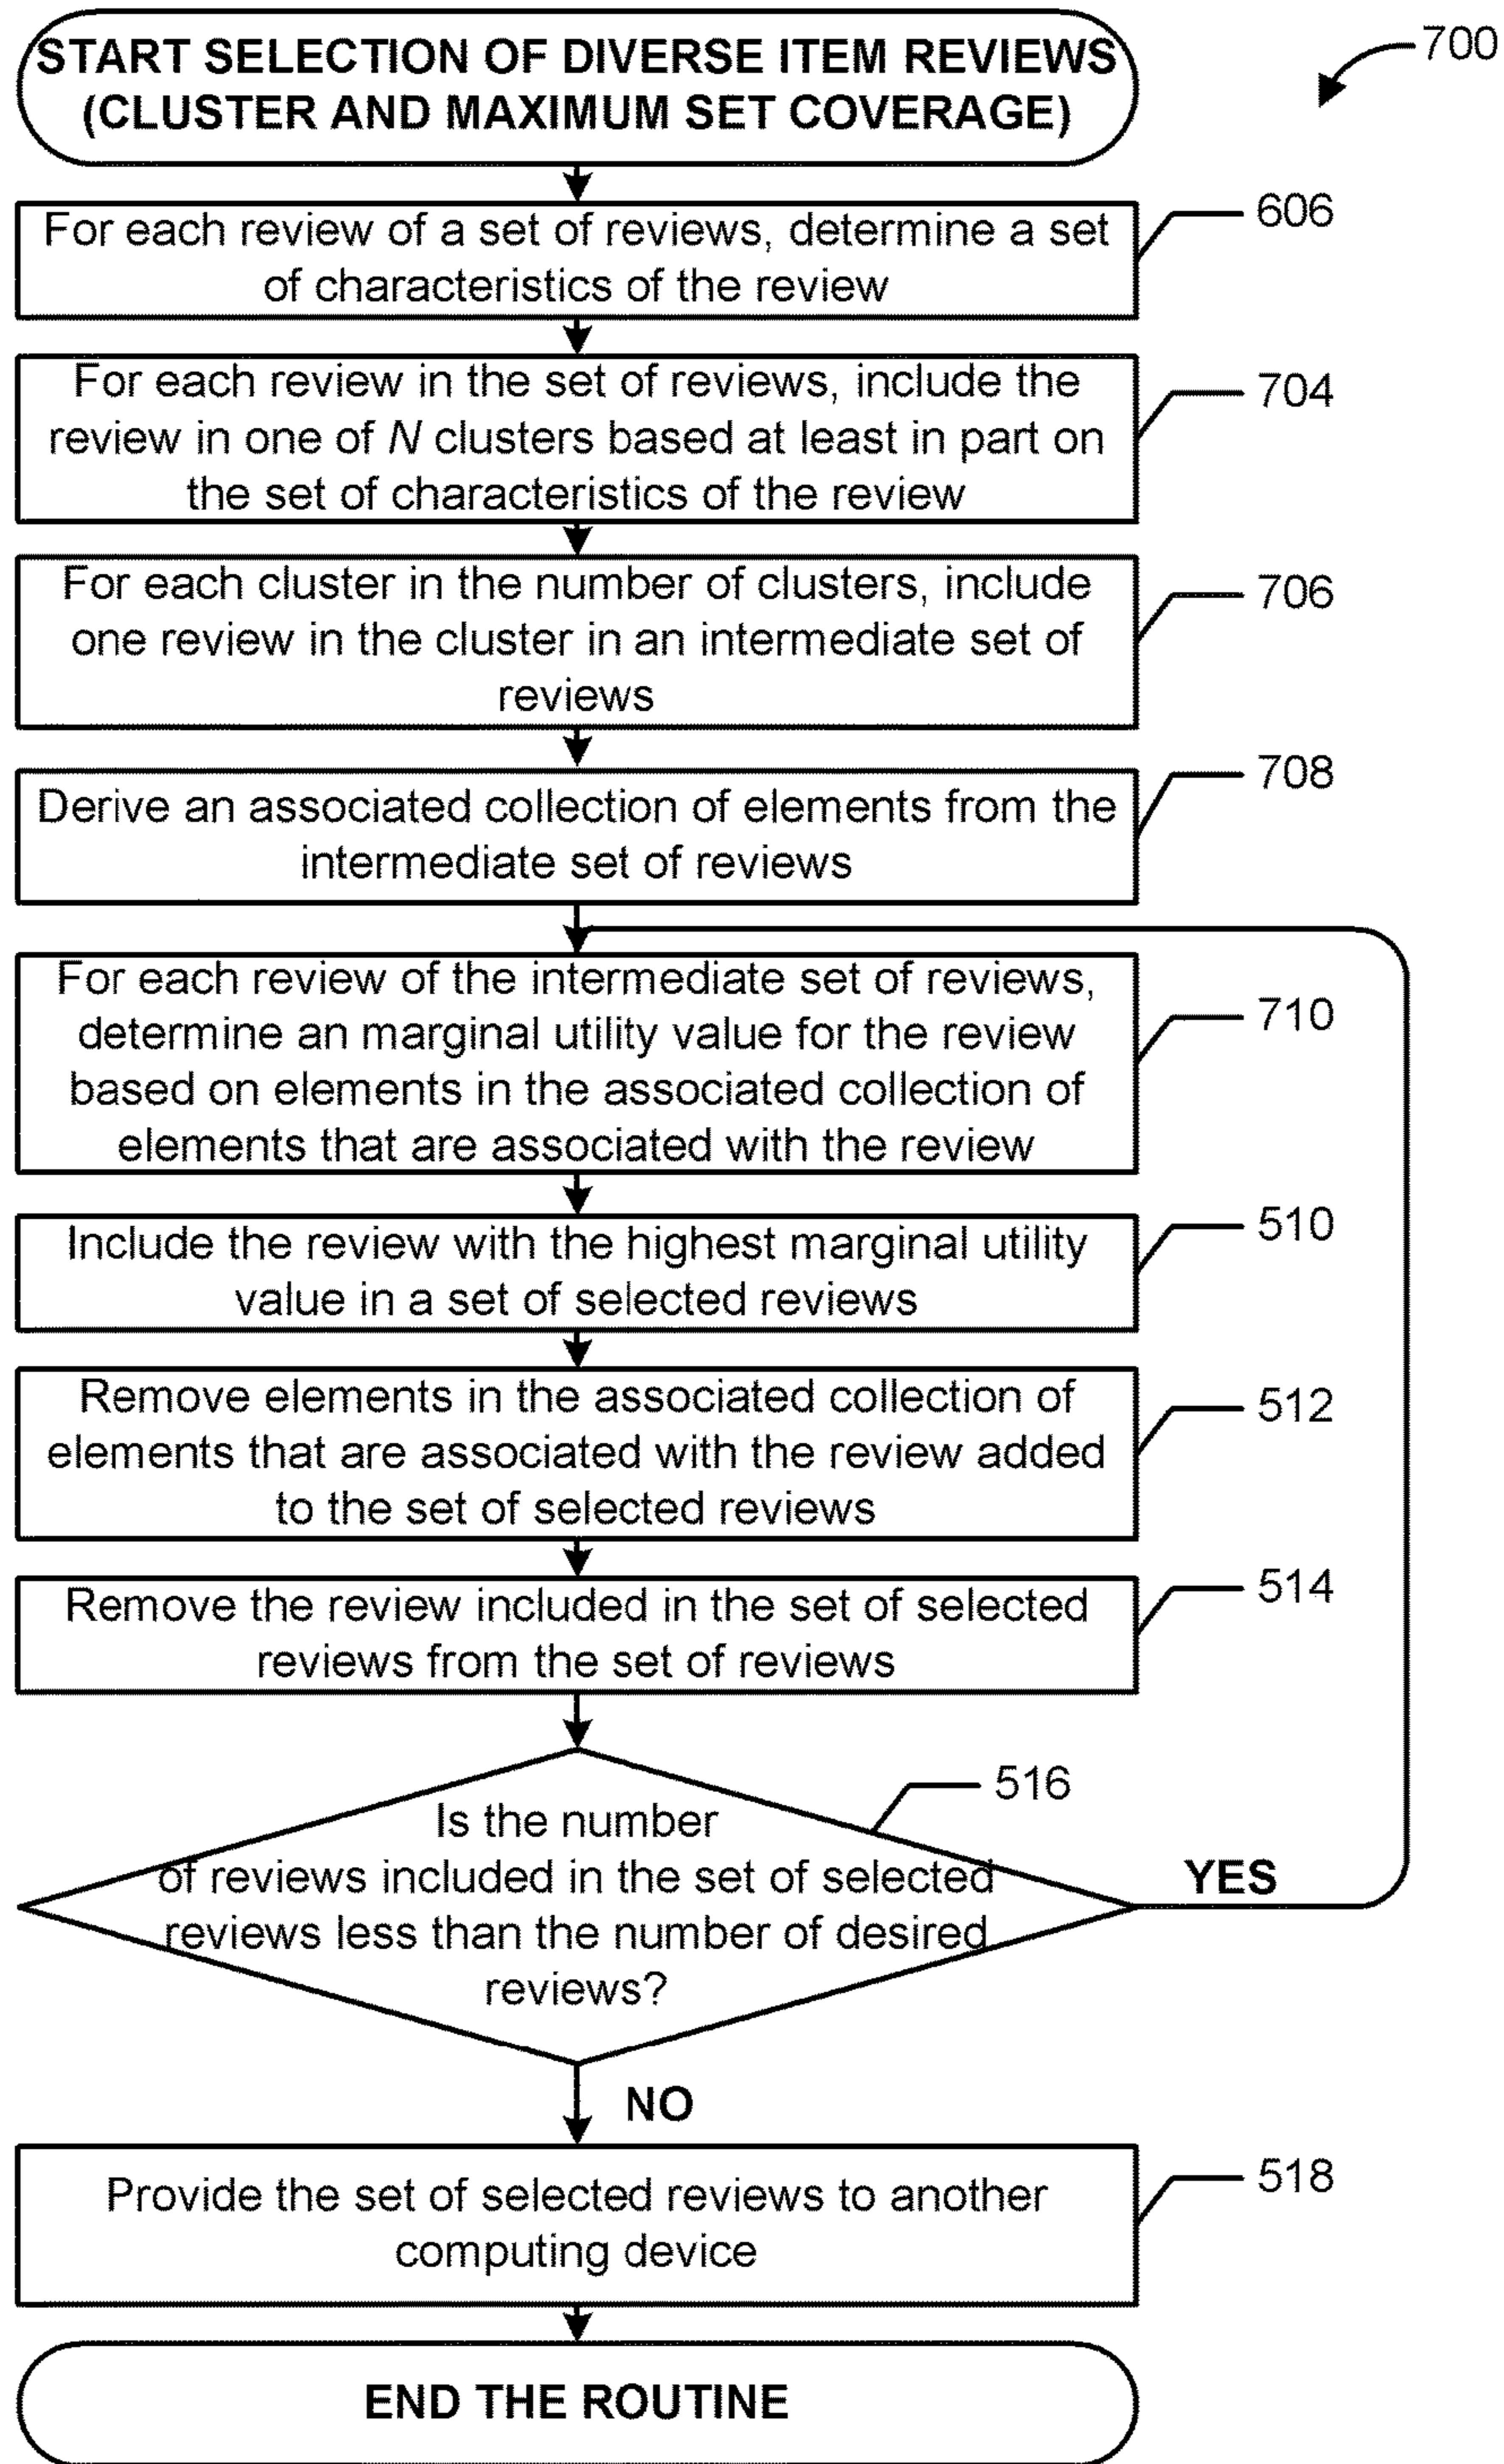 START SELECTION OF DIVERSE ITEM REVIEWS
(CLUSTER AND MAXIMUM SET COVERAGE)
700
For each review of a set of reviews, determine a set
of characteristics of the review
606
For each review in the set of reviews, include the
review in one of N clusters based at least in part on
the set of characteristics of the review
704
For each cluster in the number of clusters, include
one review in the cluster in an intermediate set of
reviews
706
Derive an associated collection of elements from the
intermediate set of reviews
708
For each review of the intermediate set of reviews,
determine an marginal utility value for the review
based on elements in the associated collection of
elements that are associated with the review
710
Include the review with the highest marginal utility
value in a set of selected reviews
510
Remove elements in the associated collection of
elements that are associated with the review added
to the set of selected reviews
512
Remove the review included in the set of selected
reviews from the set of reviews
514
Is the number
of reviews included in the set of selected
reviews less than the number of desired
reviews?
516
YES
NO
Provide the set of selected reviews to another
computing device
518
END THE ROUTINE